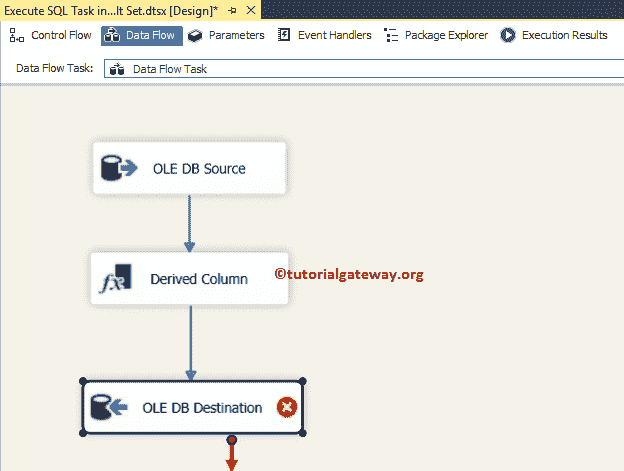 Execute SQL Task in...lt Set.dtsx [Design]*
Control Flow Data Flow Parameters Event Handlers Package Explorer Execution Results
Data Flow Task: Data Flow Task
OLE DB Source
fx Derived Column
©tutorialgateway.org
OLE DB Destination